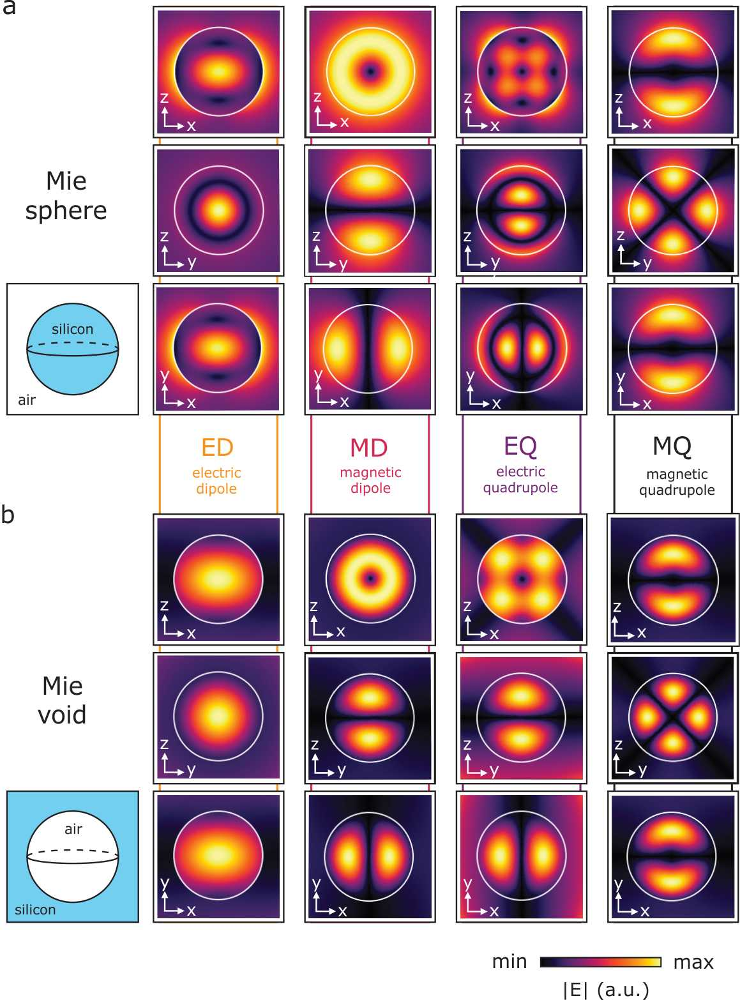 a
z
x
z
x
z
x
z
x
Mie
sphere
z
y
z
y
z
y
z
y
silicon
air
y
x
y
x
y
x
y
x
ED
electric
dipole
MD
magnetic
dipole
EQ
electric
quadrupole
MQ
magnetic
quadrupole
b
z
x
z
x
z
x
z
x
Mie
void
z
y
z
y
z
y
z
y
air
silicon
y
x
y
x
y
x
y
x
min
max
|E| (a.u.)